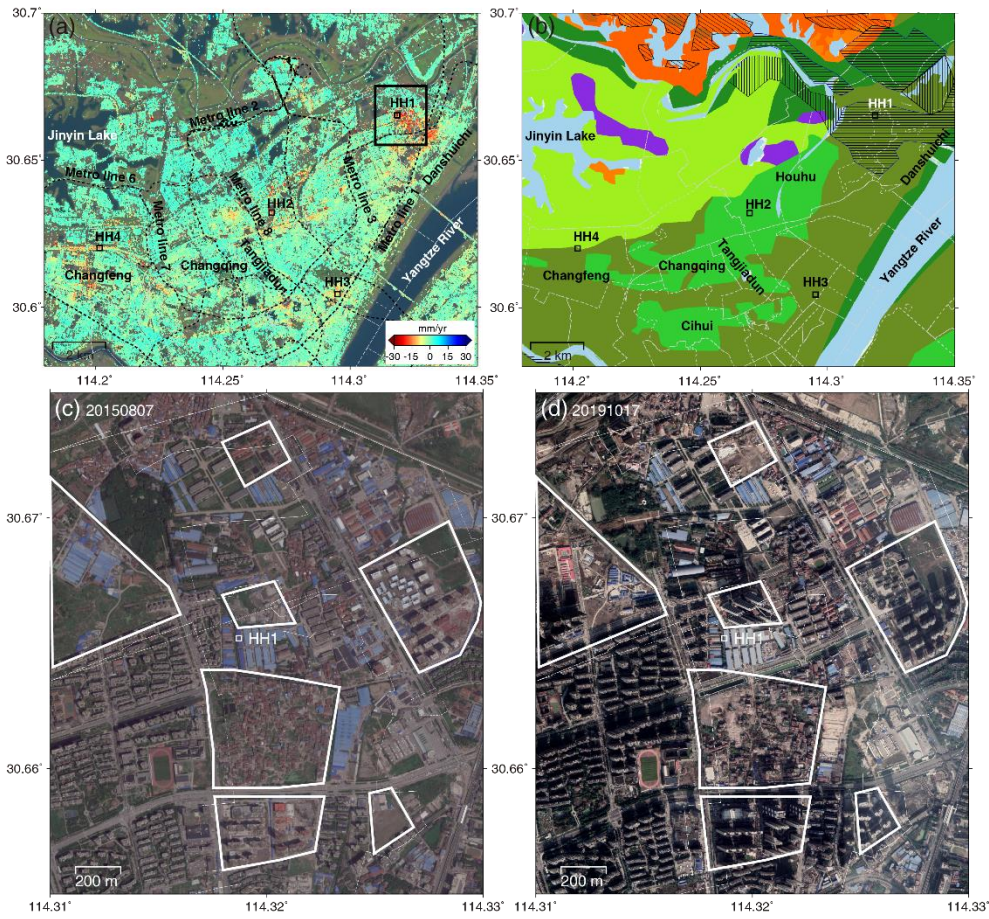 (a)
Metro line 2
HH1
Jinyin Lake
Metro line 6
Metro line 7
Metro line 8
HH2
Metro line 3
Metro line 1
Danshuichi
HH4
Changfeng
Changqing
Tangjiadun
HH3
Yangtze River
mm/yr
-30 -15 0 15 30
2 km
30.7°
30.65°
30.6°
114.2° 114.25° 114.3° 114.35°
(b)
HH1
Jinyin Lake
Houhu
Danshuichi
HH2
HH4
Changfeng
Changqing
Tangjiadun
HH3
Cihui
Yangtze River
2 km
30.7°
30.65°
30.6°
114.2° 114.25° 114.3° 114.35°
(c) 20150807
HH1
200 m
30.67°
30.66°
114.31° 114.32° 114.33°
(d) 20191017
HH1
200 m
30.67°
30.66°
114.31° 114.32° 114.33°